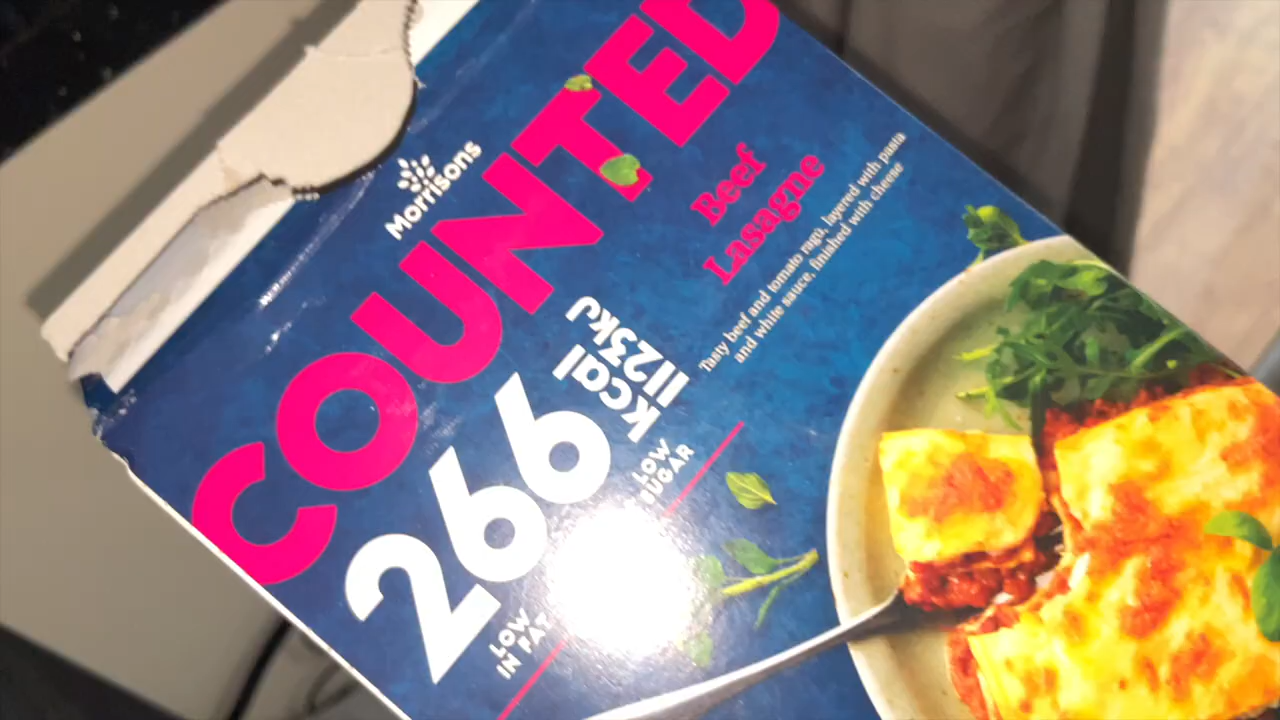 Morrisons
COUNTED
266
kcal
1123kJ
LOW
IN FAT
LOW
SUGAR
Beef
Lasagne
Tasty beef and tomato ragu, layered with pasta
and white sauce, finished with cheese